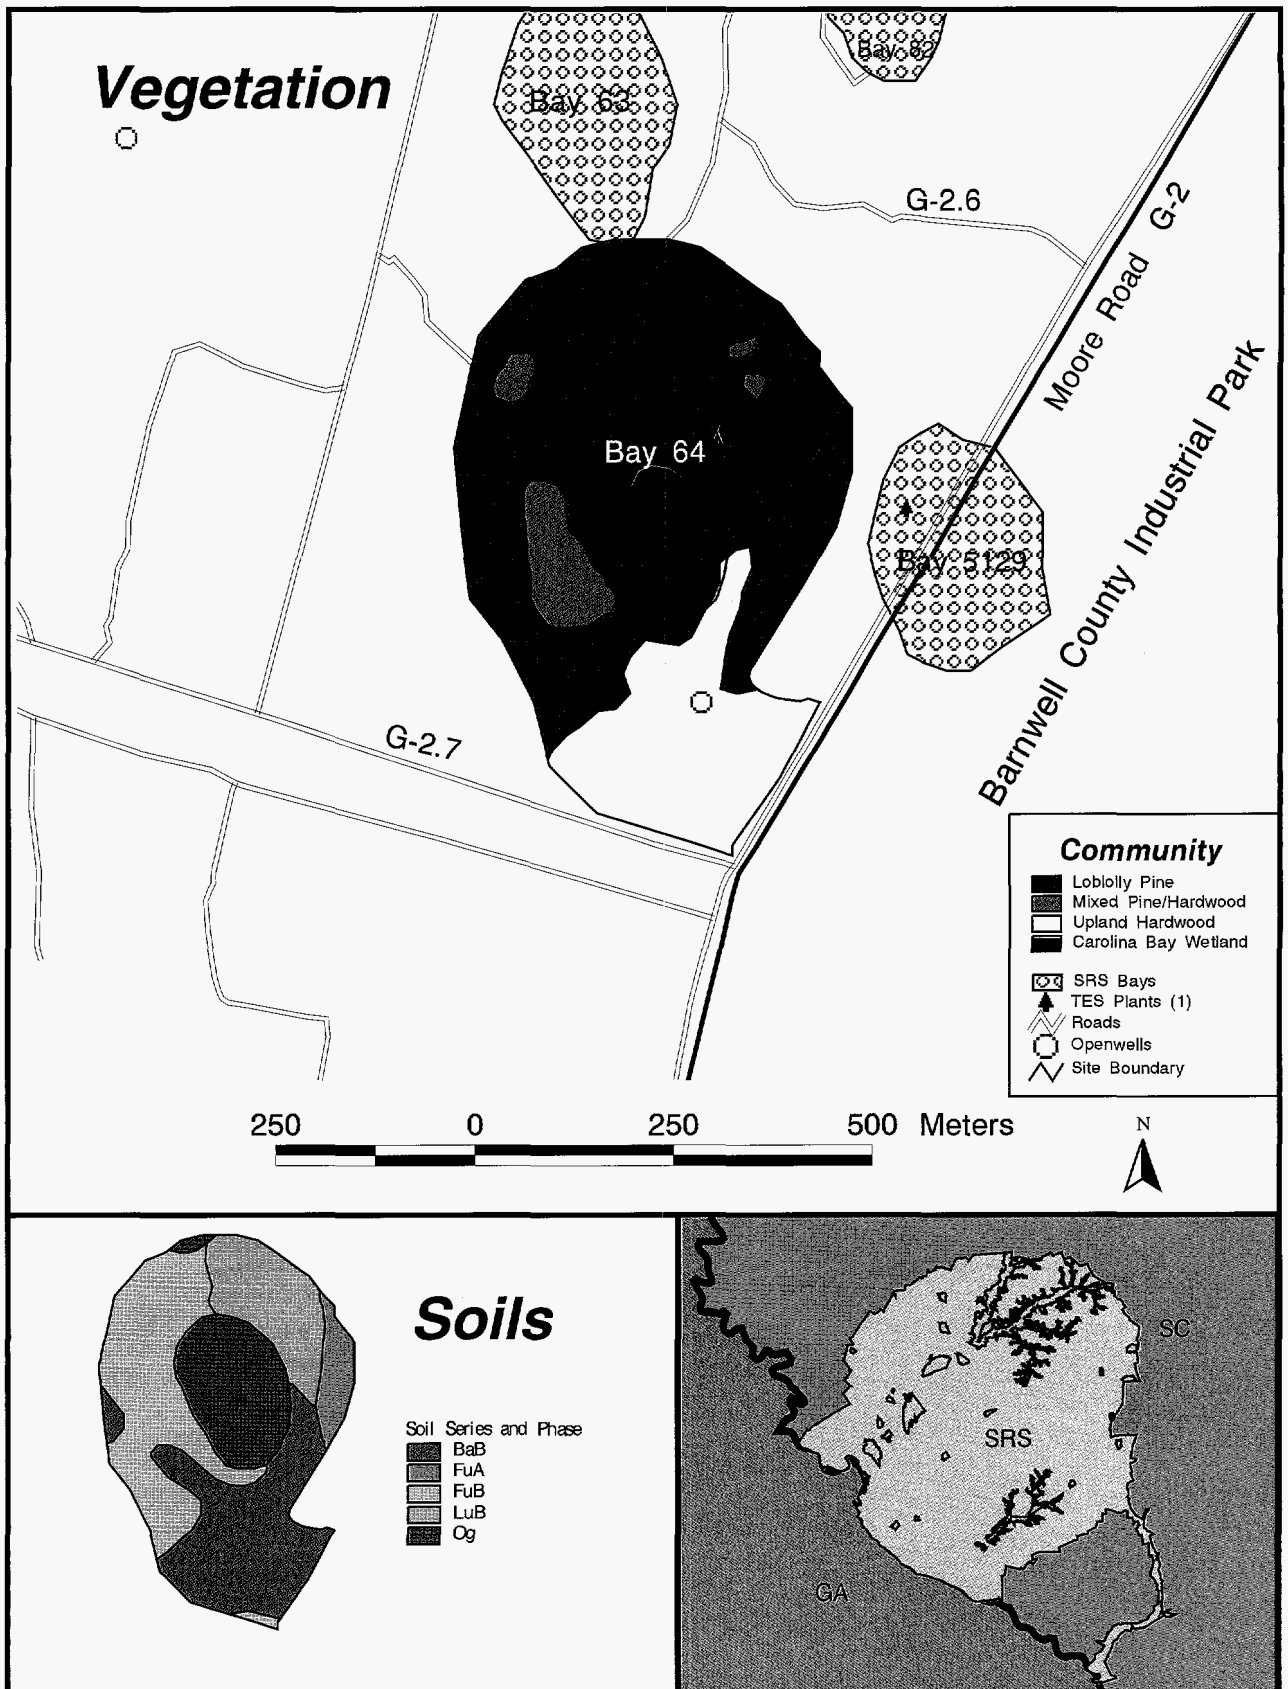 Vegetation
Bay 63
Bay 82
G-2.6
Moore Road G-2
Bay 64
Bay 5129
Barnwell County Industrial Park
G-2.7
Community
Loblolly Pine
Mixed Pine/Hardwood
Upland Hardwood
Carolina Bay Wetland
SRS Bays
TES Plants (1)
Roads
Openwells
Site Boundary
250 0 250 500 Meters
N
Soils
Soil Series and Phase
BaB
FuA
FuB
LuB
Og
SC
SRS
GA